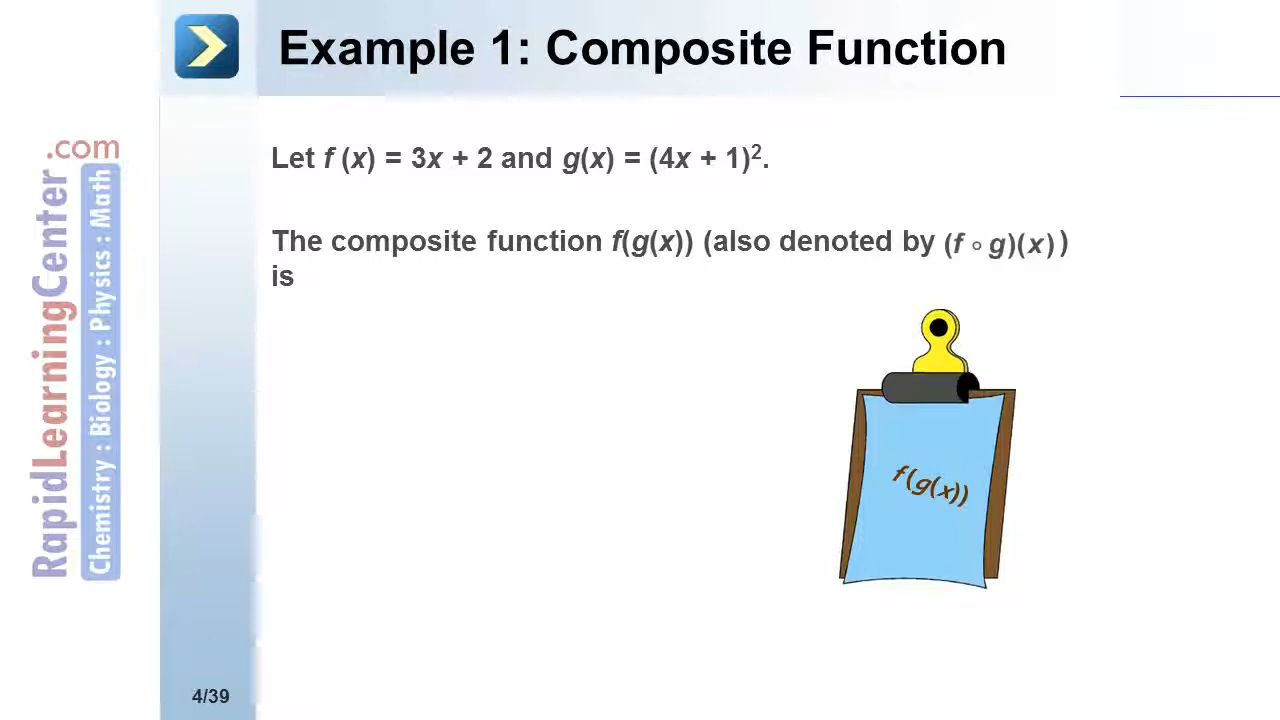 Example 1: Composite Function
Let f (x) = 3x + 2 and g(x) = (4x + 1)².
The composite function f(g(x)) (also denoted by (f ∘ g)(x) )
is
f(g(x))
RapidLearningCenter.com
Chemistry : Biology : Physics : Math
4/39